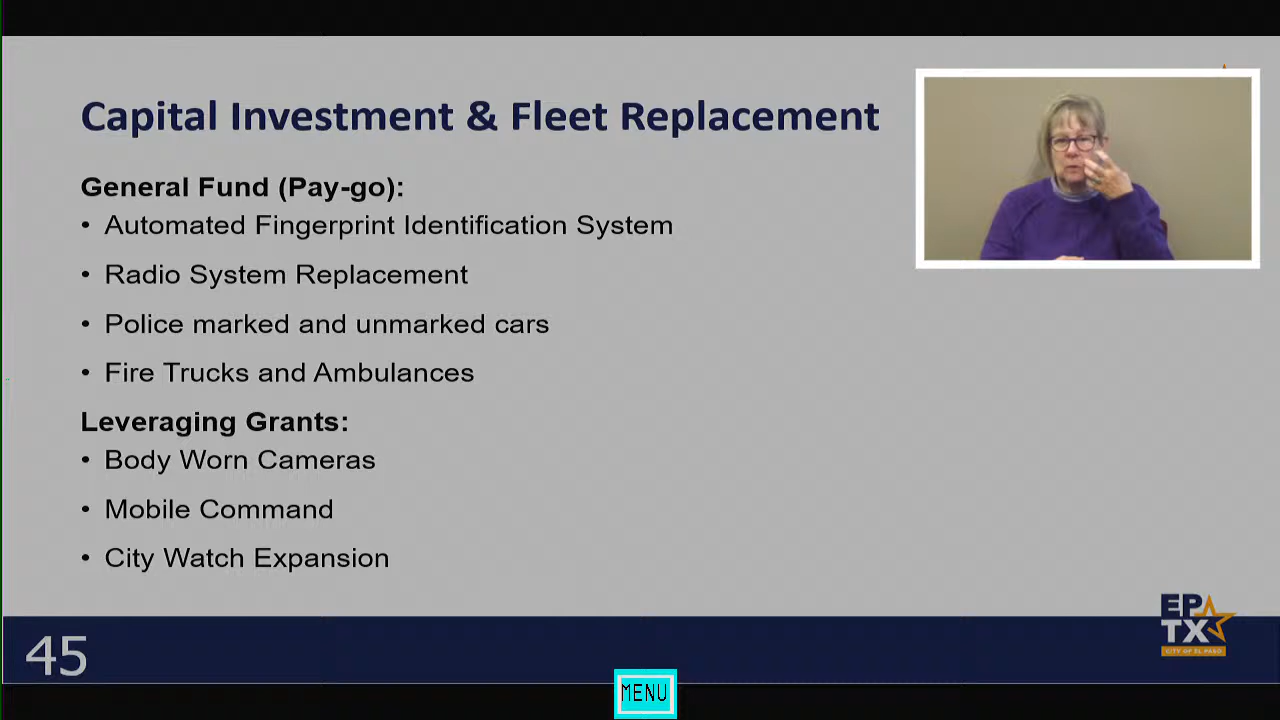 Capital Investment & Fleet Replacement
General Fund (Pay-go):
• Automated Fingerprint Identification System
• Radio System Replacement
• Police marked and unmarked cars
• Fire Trucks and Ambulances
Leveraging Grants:
• Body Worn Cameras
• Mobile Command
• City Watch Expansion
EP
TX
CITY OF EL PASO
45
MENU